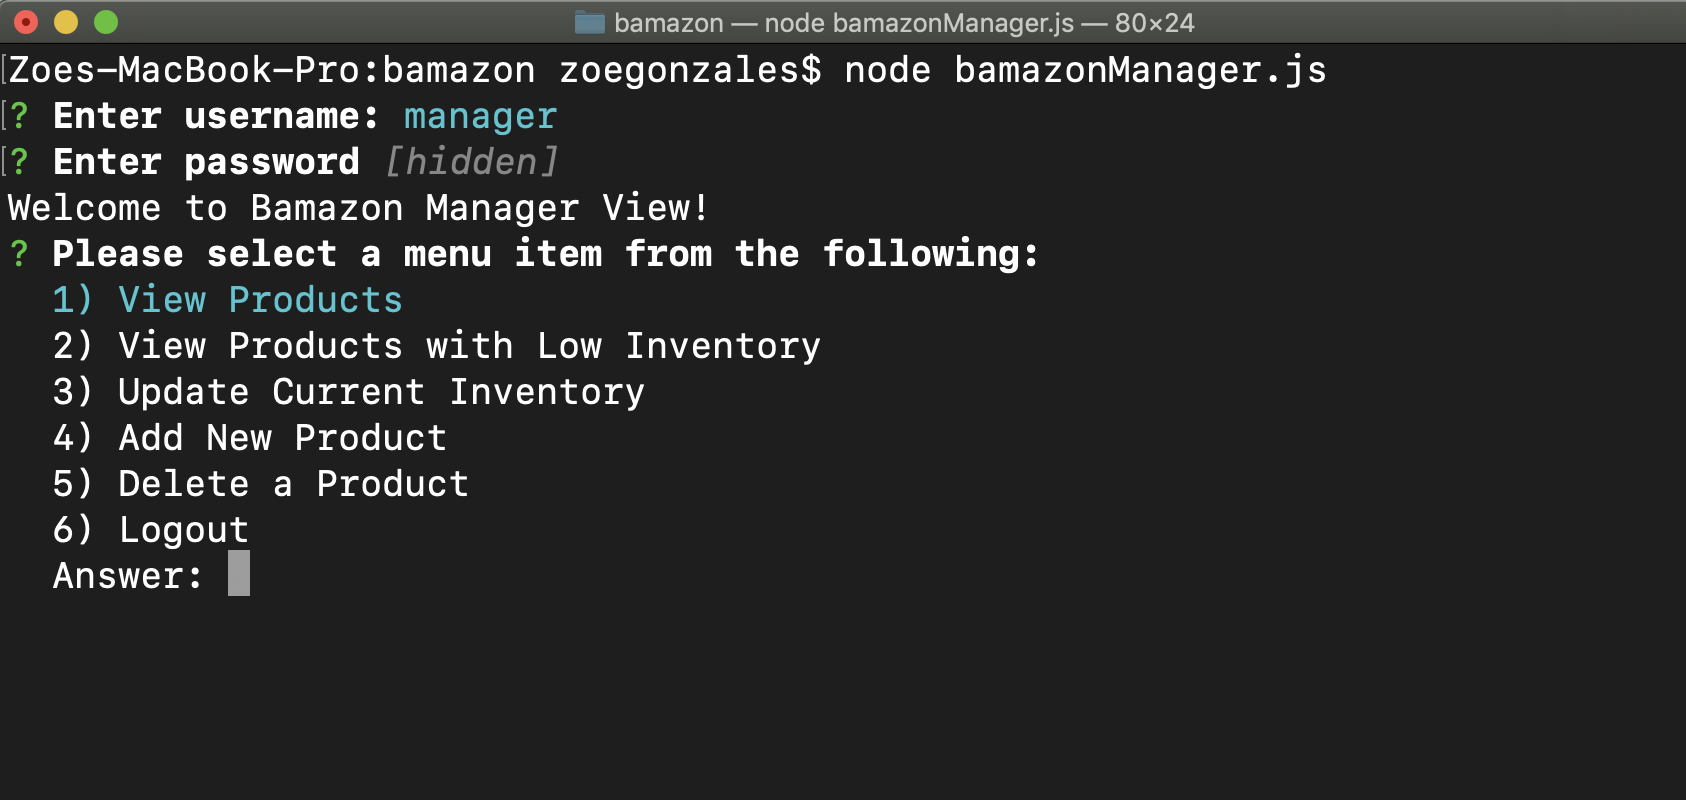 bamazon — node bamazonManager.js — 80×24
[Zoes-MacBook-Pro:bamazon zoegonzales$ node bamazonManager.js
[? Enter username: manager
[? Enter password [hidden]
Welcome to Bamazon Manager View!
? Please select a menu item from the following:
1) View Products
2) View Products with Low Inventory
3) Update Current Inventory
4) Add New Product
5) Delete a Product
6) Logout
Answer: